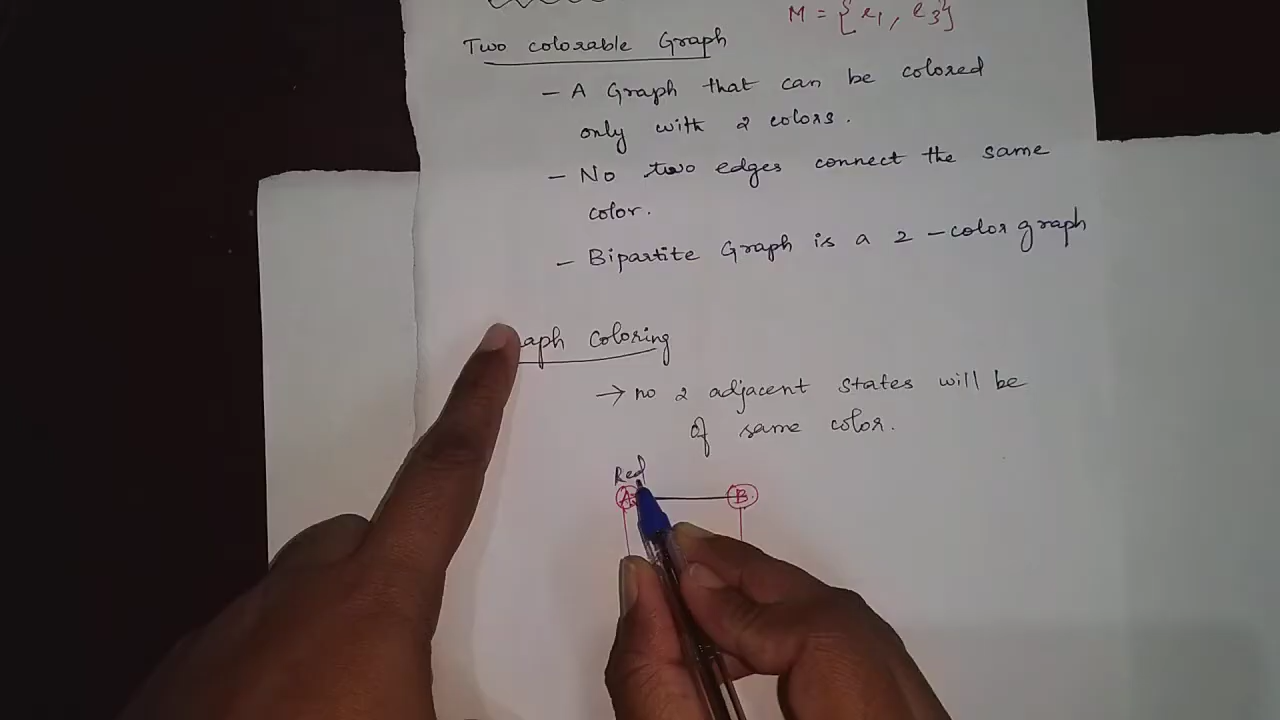 M = {e1, e3}
Two colorable Graph
- A Graph that can be colored
only with 2 colors.
- No two edges connect the same
color.
- Bipartite Graph is a 2-color graph
aph coloring
→ no 2 adjacent states will be
of same color.
Red
A B